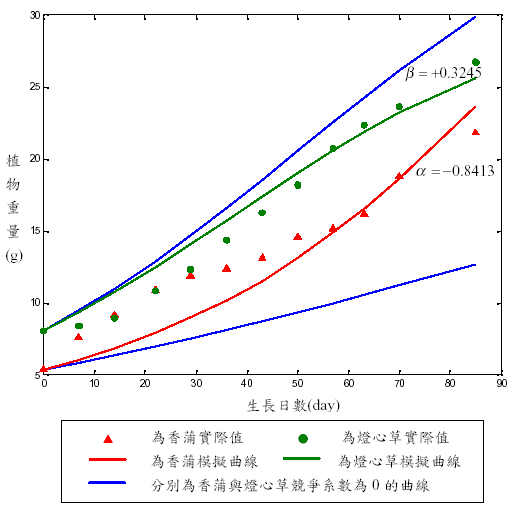 30
25
20
15
10
5
植物重量(g)
β = +0.3245
α = −0.8413
0 10 20 30 40 50 60 70 80 90
生長日數(day)
為香蒲實際值 為燈心草實際值
為香蒲模擬曲線 為燈心草模擬曲線
分別為香蒲與燈心草競爭系數為 0 的曲線